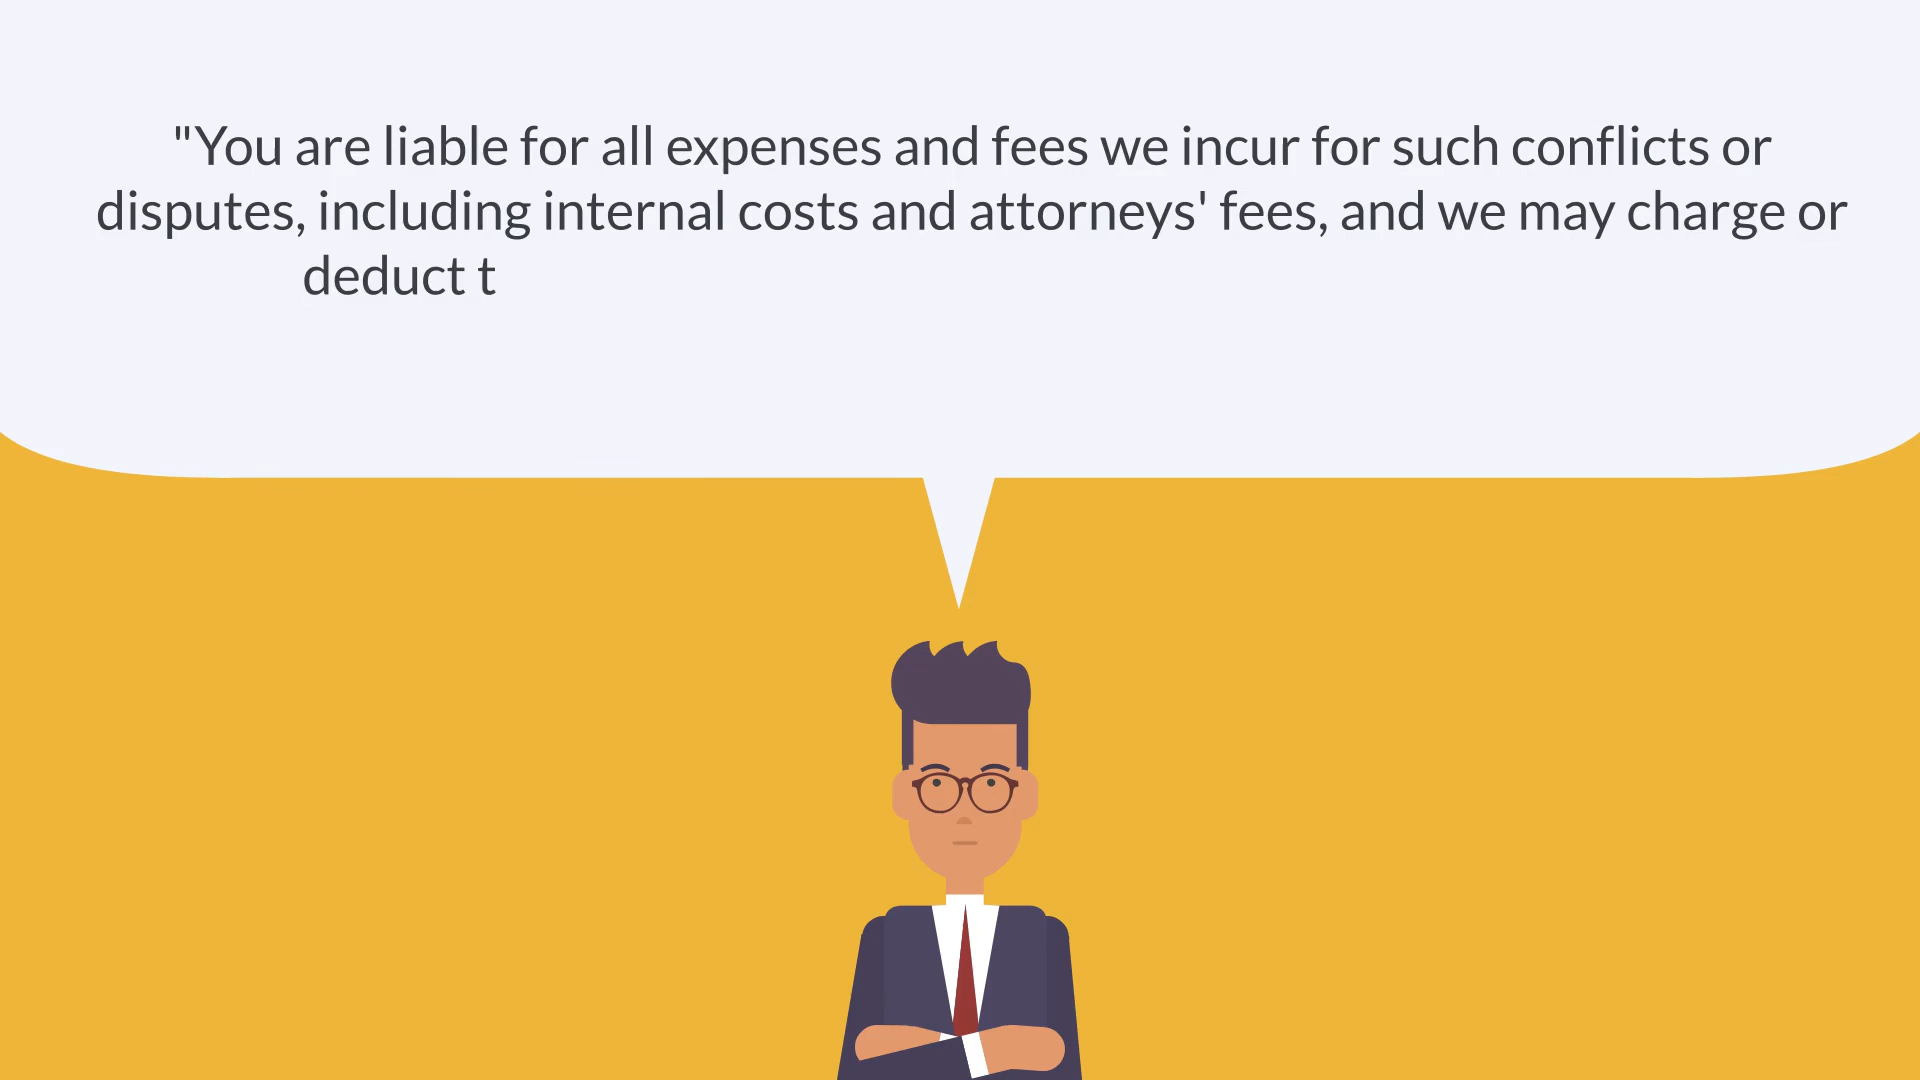 "You are liable for all expenses and fees we incur for such conflicts or
disputes, including internal costs and attorneys' fees, and we may charge or
deduct t